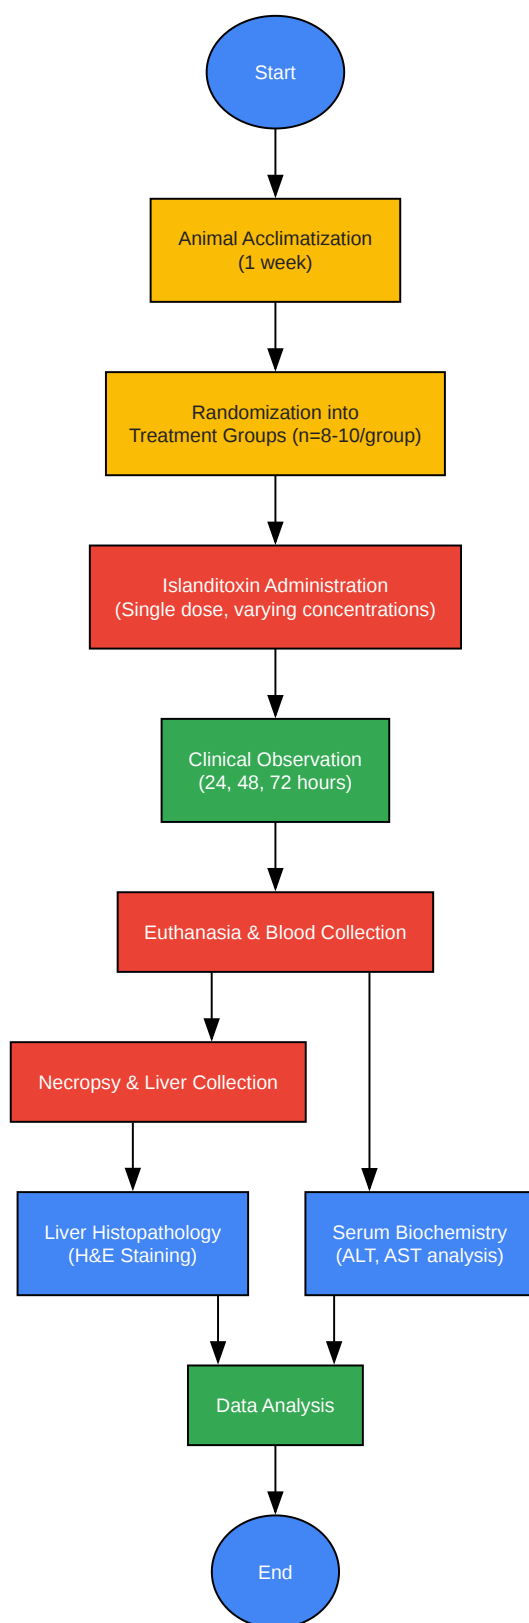 Start
Animal Acclimatization
(1 week)
Randomization into
Treatment Groups (n=8-10/group)
Islanditoxin Administration
(Single dose, varying concentrations)
Clinical Observation
(24, 48, 72 hours)
Euthanasia & Blood Collection
Necropsy & Liver Collection
Liver Histopathology
(H&E Staining)
Serum Biochemistry
(ALT, AST analysis)
Data Analysis
End